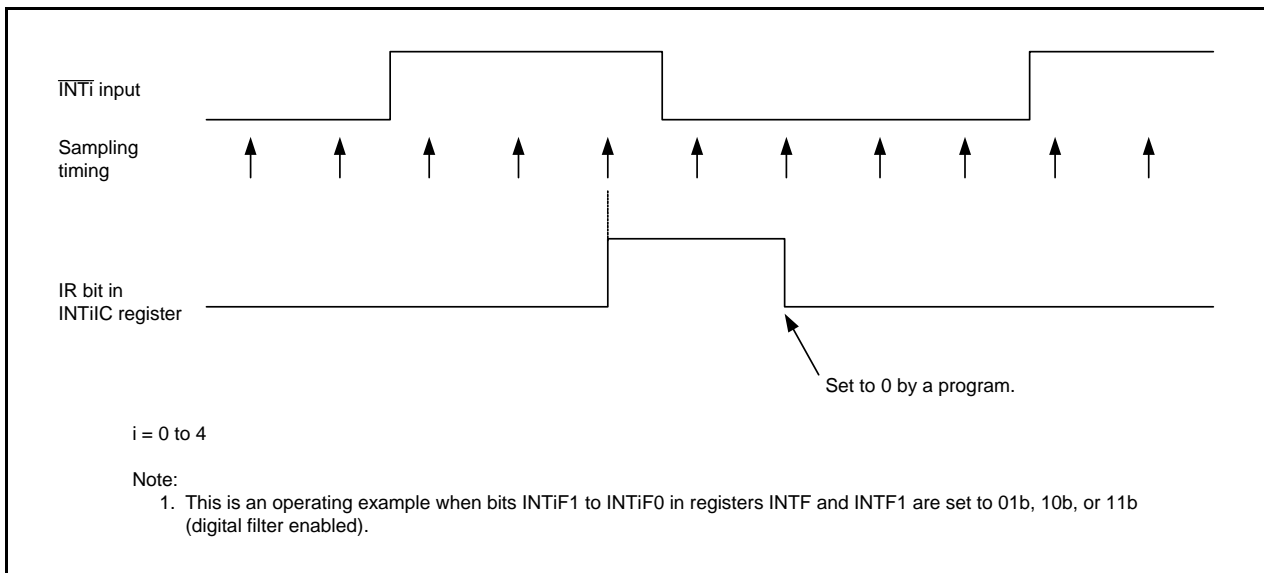 INTi input
Sampling
timing
IR bit in
INTiIC register
Set to 0 by a program.
i = 0 to 4
Note:
1. This is an operating example when bits INTiF1 to INTiF0 in registers INTF and INTF1 are set to 01b, 10b, or 11b
(digital filter enabled).